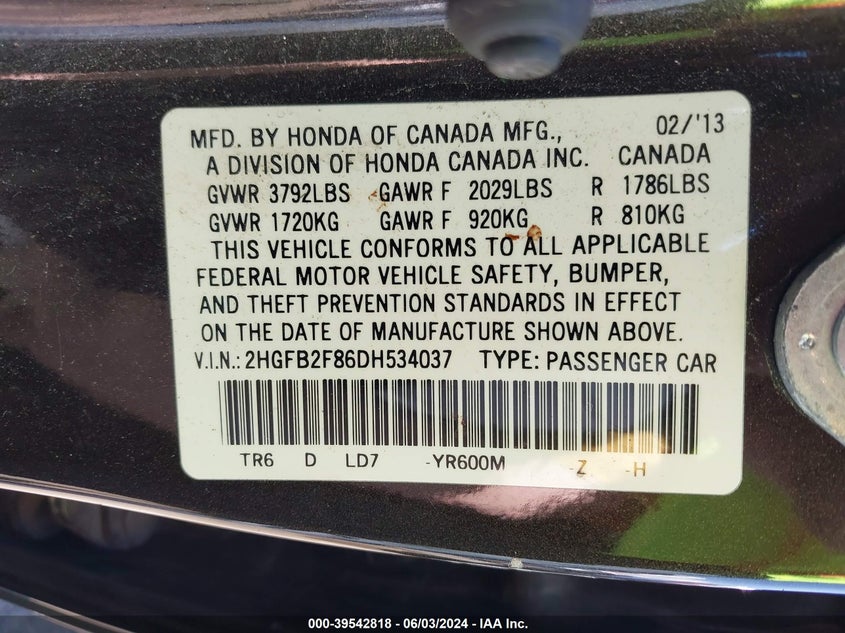 MFD. BY HONDA OF CANADA MFG., 02/'13
A DIVISION OF HONDA CANADA INC. CANADA
GVWR 3792LBS GAWR F 2029LBS R 1786LBS
GVWR 1720KG GAWR F 920KG R 810KG
THIS VEHICLE CONFORMS TO ALL APPLICABLE
FEDERAL MOTOR VEHICLE SAFETY, BUMPER,
AND THEFT PREVENTION STANDARDS IN EFFECT
ON THE DATE OF MANUFACTURE SHOWN ABOVE.
V.I.N.: 2HGFB2F86DH534037 TYPE: PASSENGER CAR
TR6 D LD7 -YR600M -Z -H
000-39542818 - 06/03/2024 - IAA Inc.